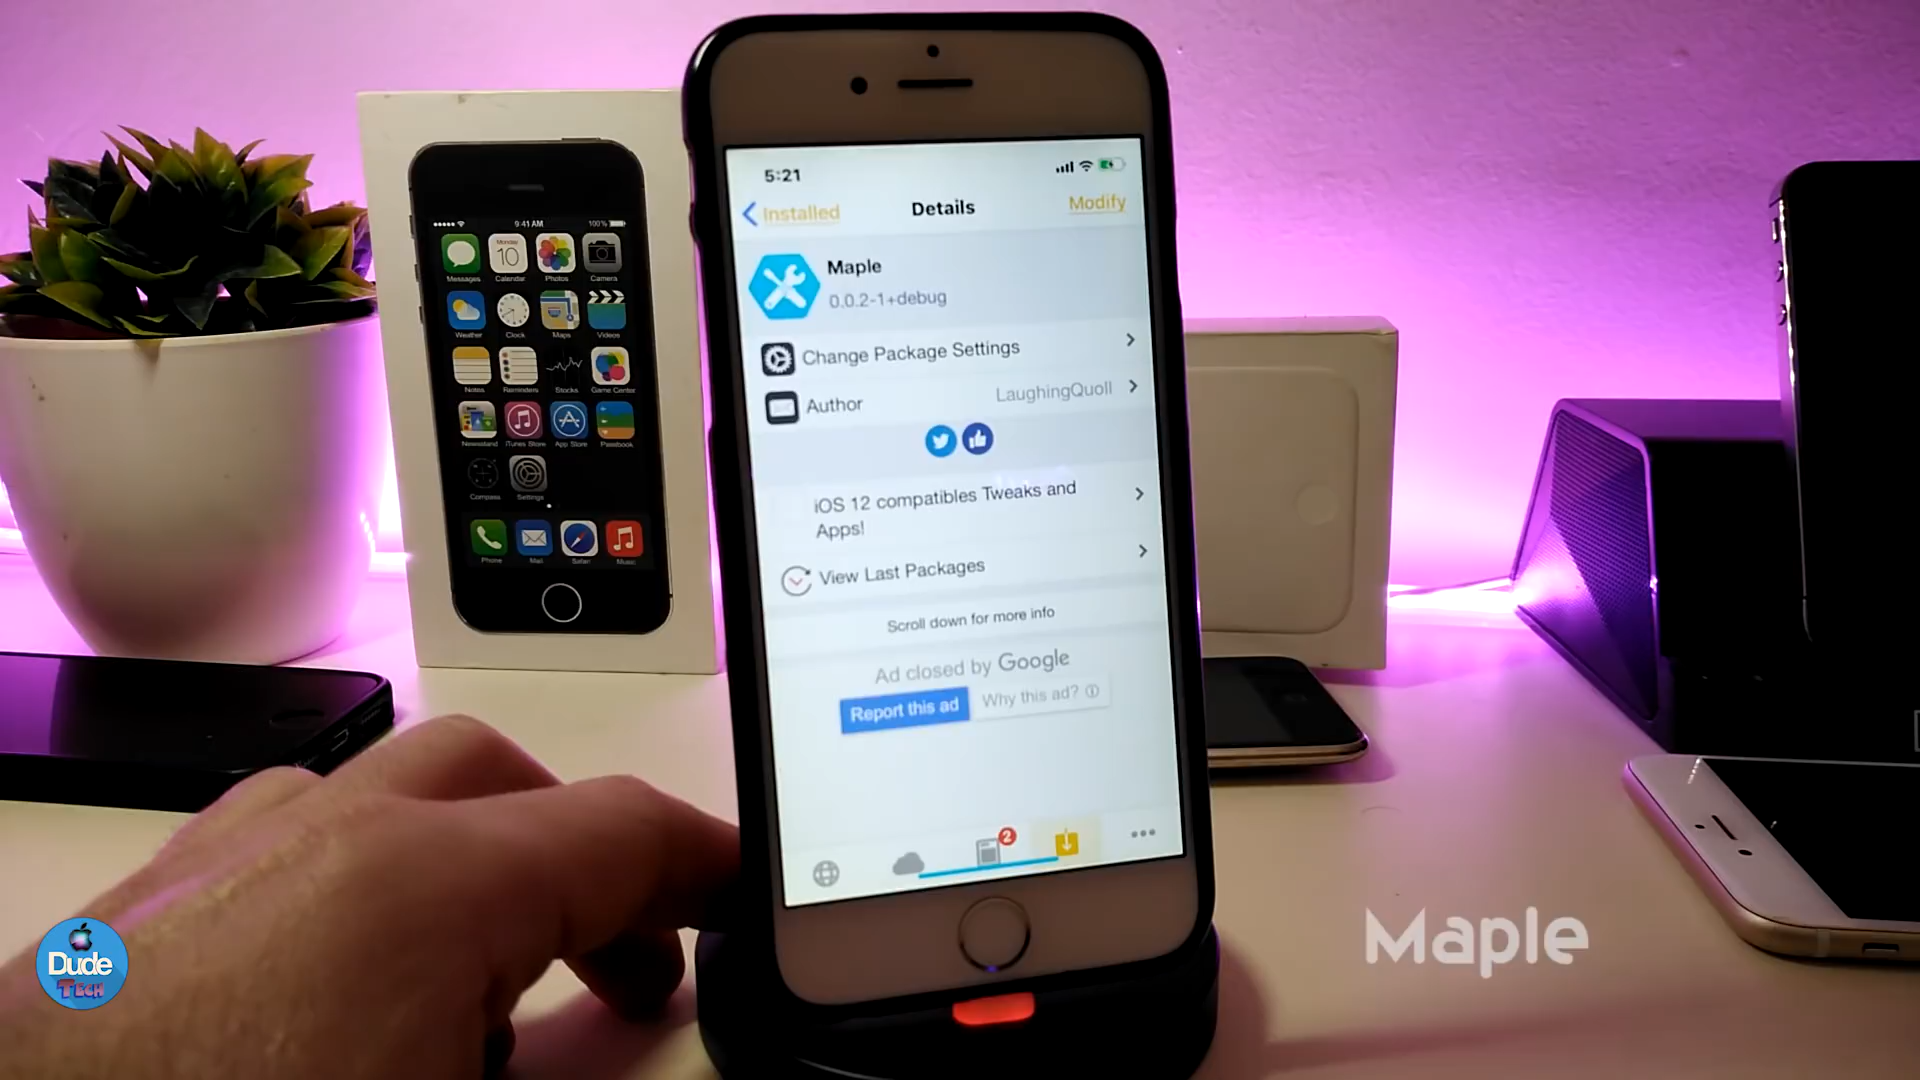 9:41 AM
100%
Monday
10
Messages
Calendar
Photos
Camera
Weather
Clock
Maps
Videos
Notes
Reminders
Stocks
Game Center
Newsstand
iTunes Store
App Store
Passbook
Compass
Settings
Phone
Mail
Safari
Music
5:21
Installed
Details
Modify
Maple
0.0.2-1+debug
Change Package Settings
Author
LaughingQuoll
iOS 12 compatibles Tweaks and
Apps!
View Last Packages
Scroll down for more info
Ad closed by Google
Report this ad
Why this ad?
2
Maple
Dude
Tech